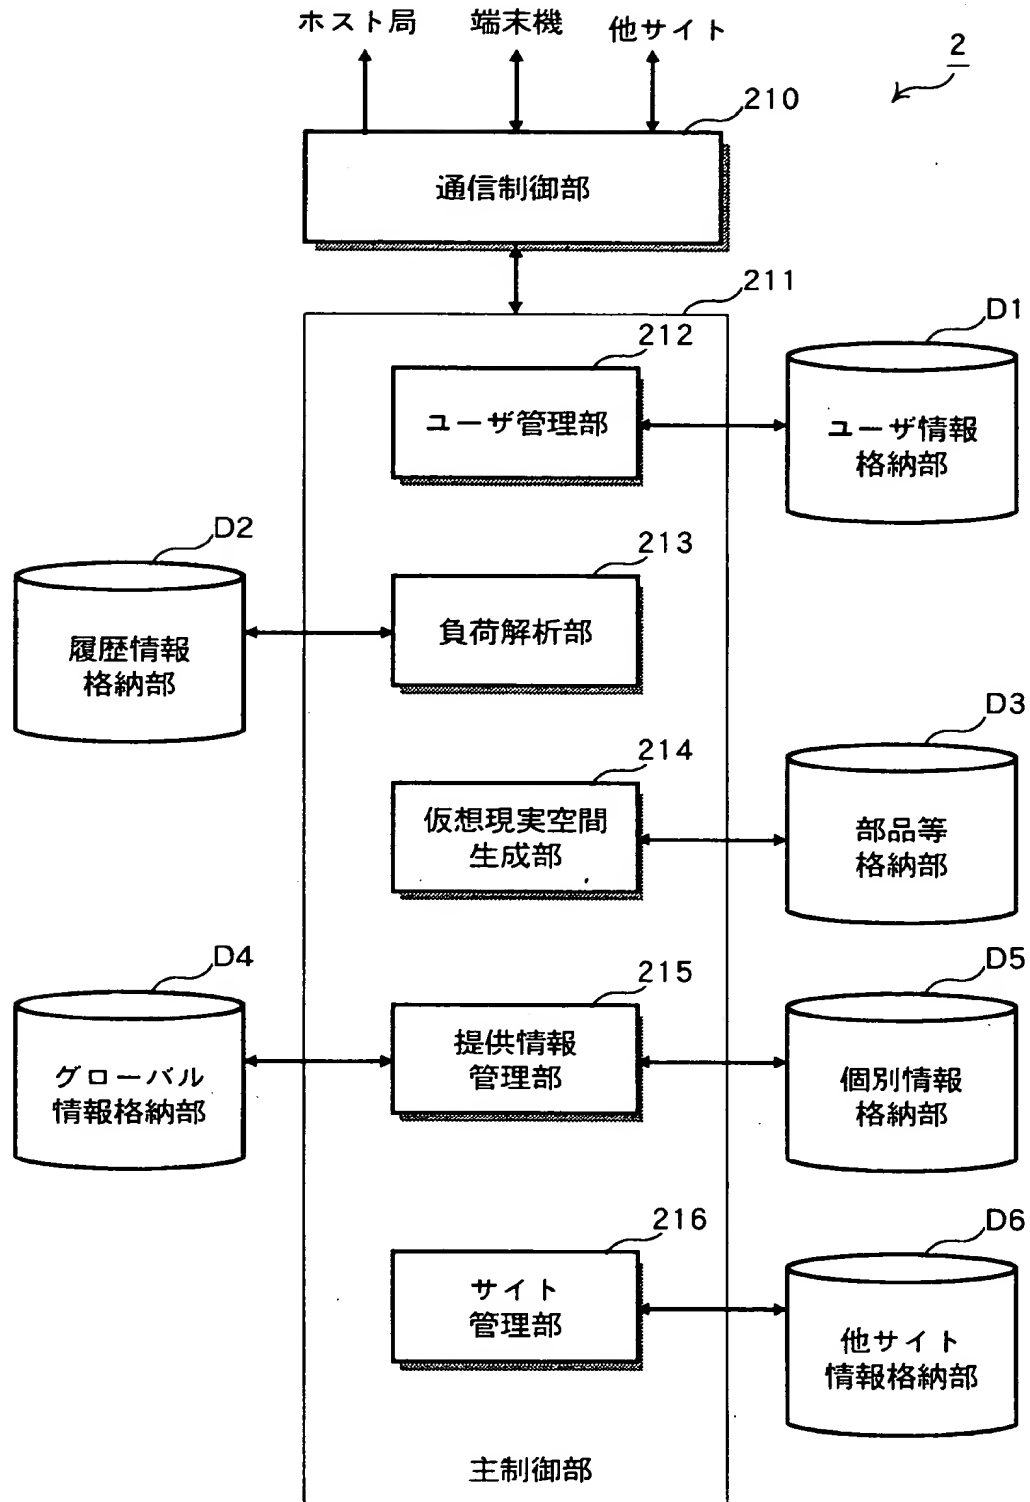 ホスト局 端末機 他サイト
2
210
通信制御部
211
212
ユーザ管理部
D1
ユーザ情報
格納部
D2
履歴情報
格納部
213
負荷解析部
214
仮想現実空間
生成部
D3
部品等
格納部
D4
グローバル
情報格納部
215
提供情報
管理部
D5
個別情報
格納部
216
サイト
管理部
D6
他サイト
情報格納部
主制御部